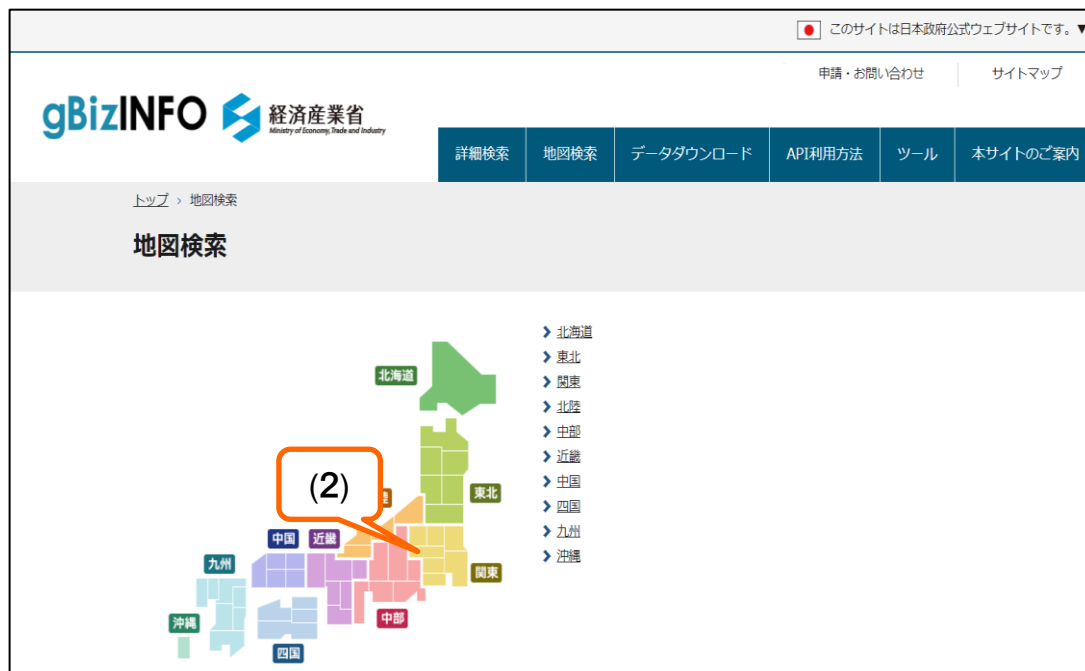 このサイトは日本政府公式ウェブサイトです。▼
申請・お問い合わせ
サイトマップ
gBizINFO
経済産業省
Ministry of Economy, Trade and Industry
詳細検索
地図検索
データダウンロード
API利用方法
ツール
本サイトのご案内
トップ > 地図検索
地図検索
北海道
東北
関東
北陸
中部
近畿
中国
四国
九州
沖縄
北海道
(2)
陸
東北
中国
近畿
九州
関東
中部
沖縄
四国